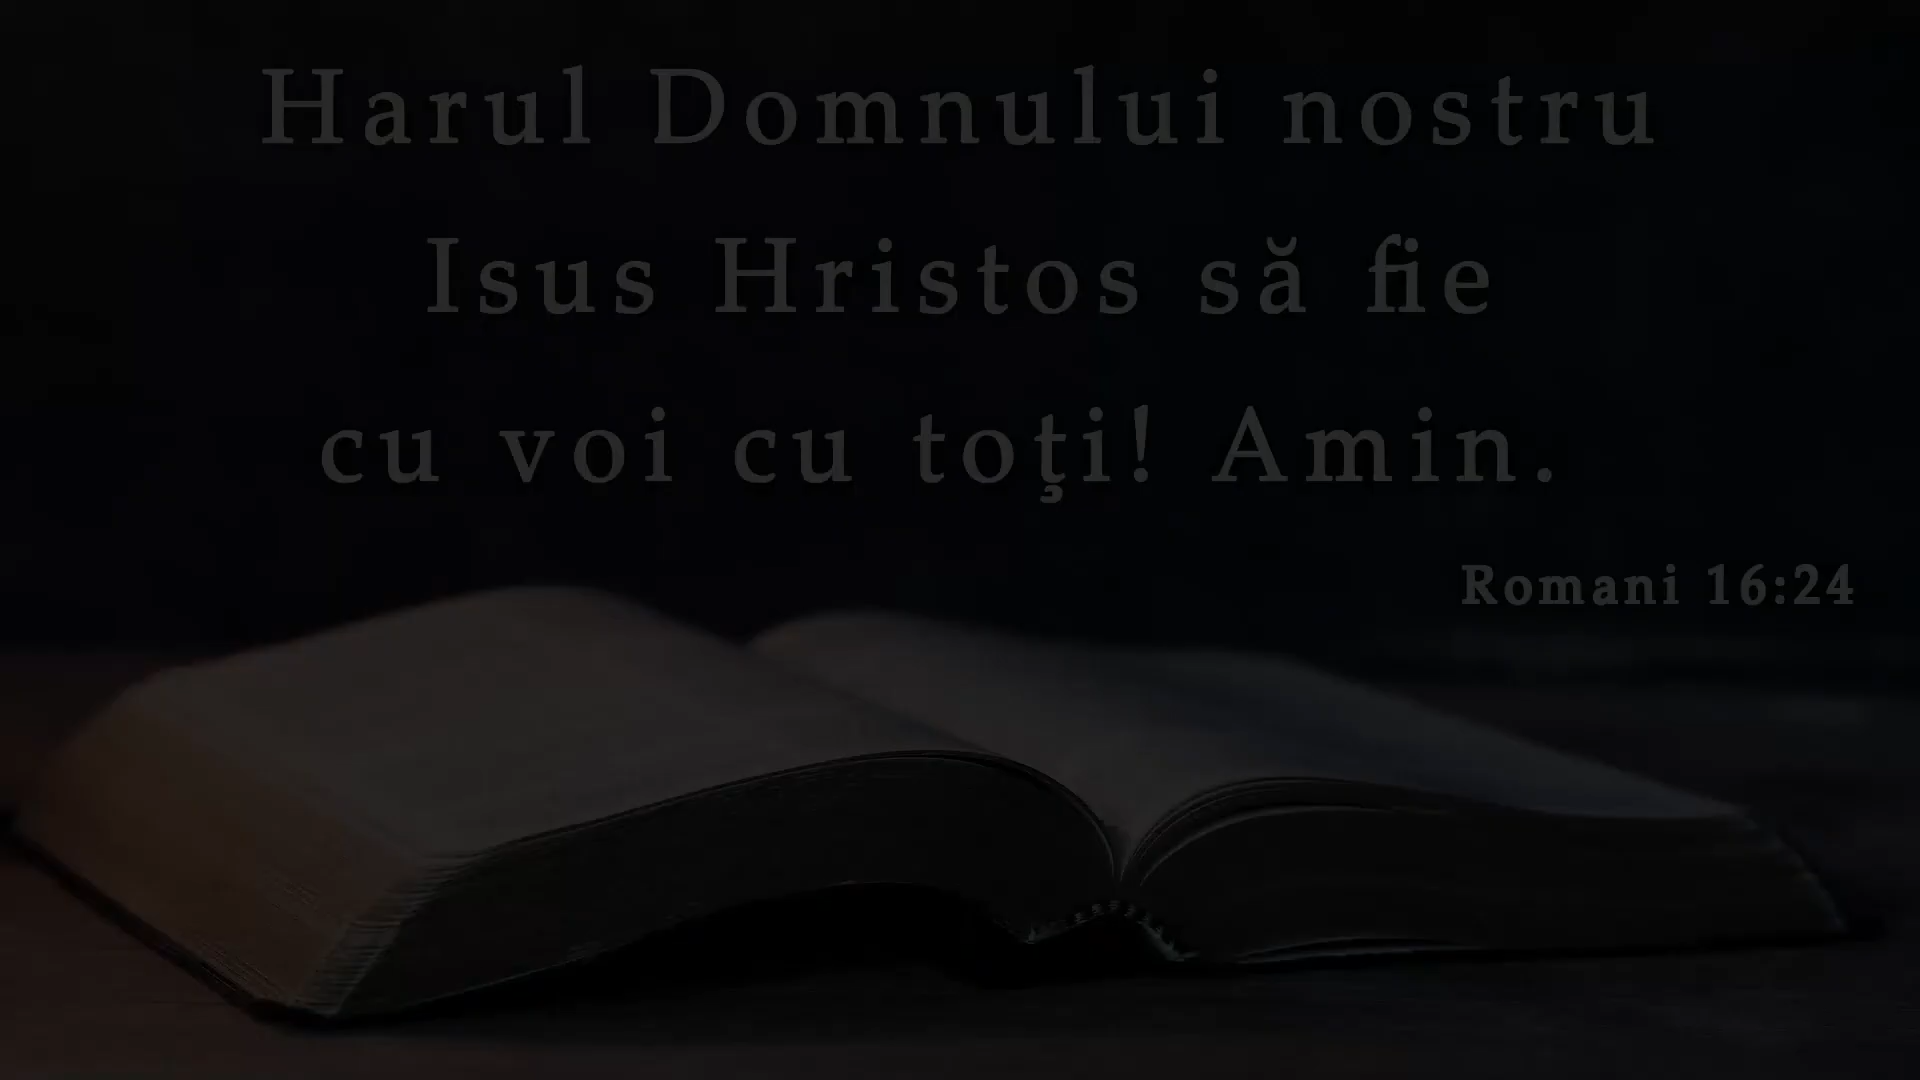 Harul Domnului nostru
Isus Hristos să fie
cu voi cu toţi! Amin.
Romani 16:24